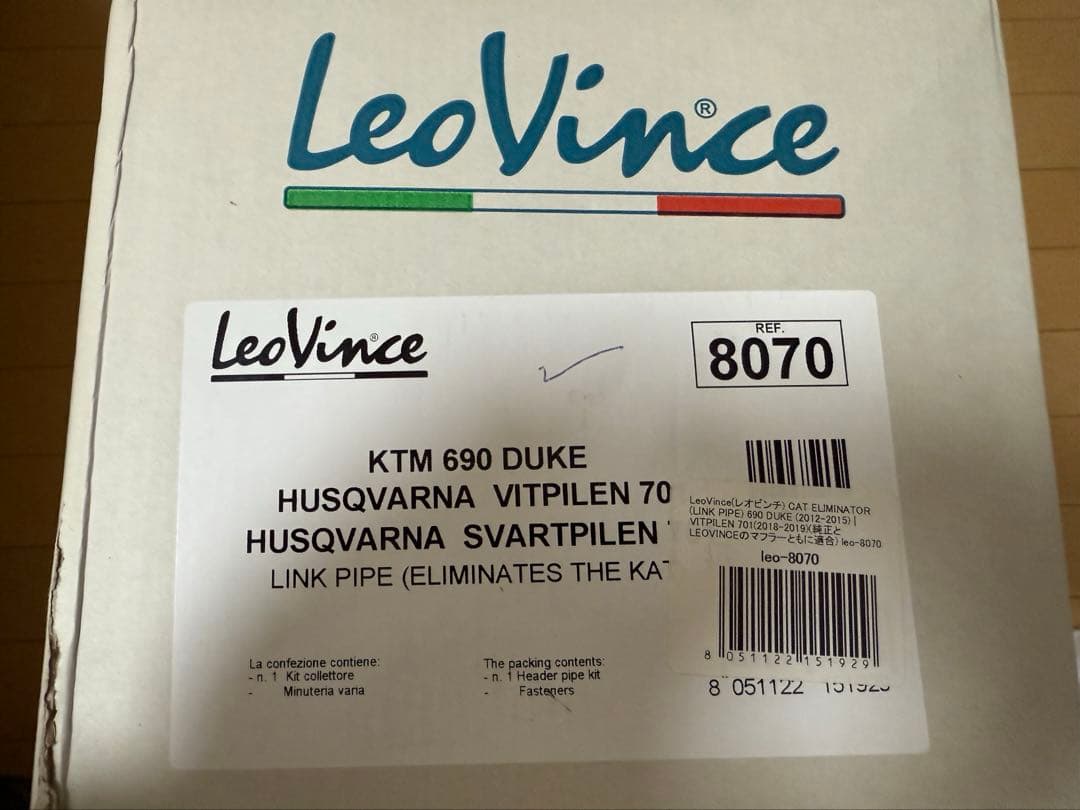 LeoVince®
LeoVince®
REF.
8070
KTM 690 DUKE
HUSQVARNA VITPILEN 70
HUSQVARNA SVARTPILEN
LINK PIPE (ELIMINATES THE KAT
LeoVince(レオビンチ) CAT ELIMINATOR
(LINK PIPE) 690 DUKE (2012-2015) |
VITPILEN 701(2018-2019)(純正と
LEOVINCEのマフラーともに適合) leo-8070
leo-8070
8 051122 151929
8 051122 151929
La confezione contiene:
- n. 1 Kit collettore
- Minuteria varia
The packing contents:
- n. 1 Header pipe kit
- Fasteners